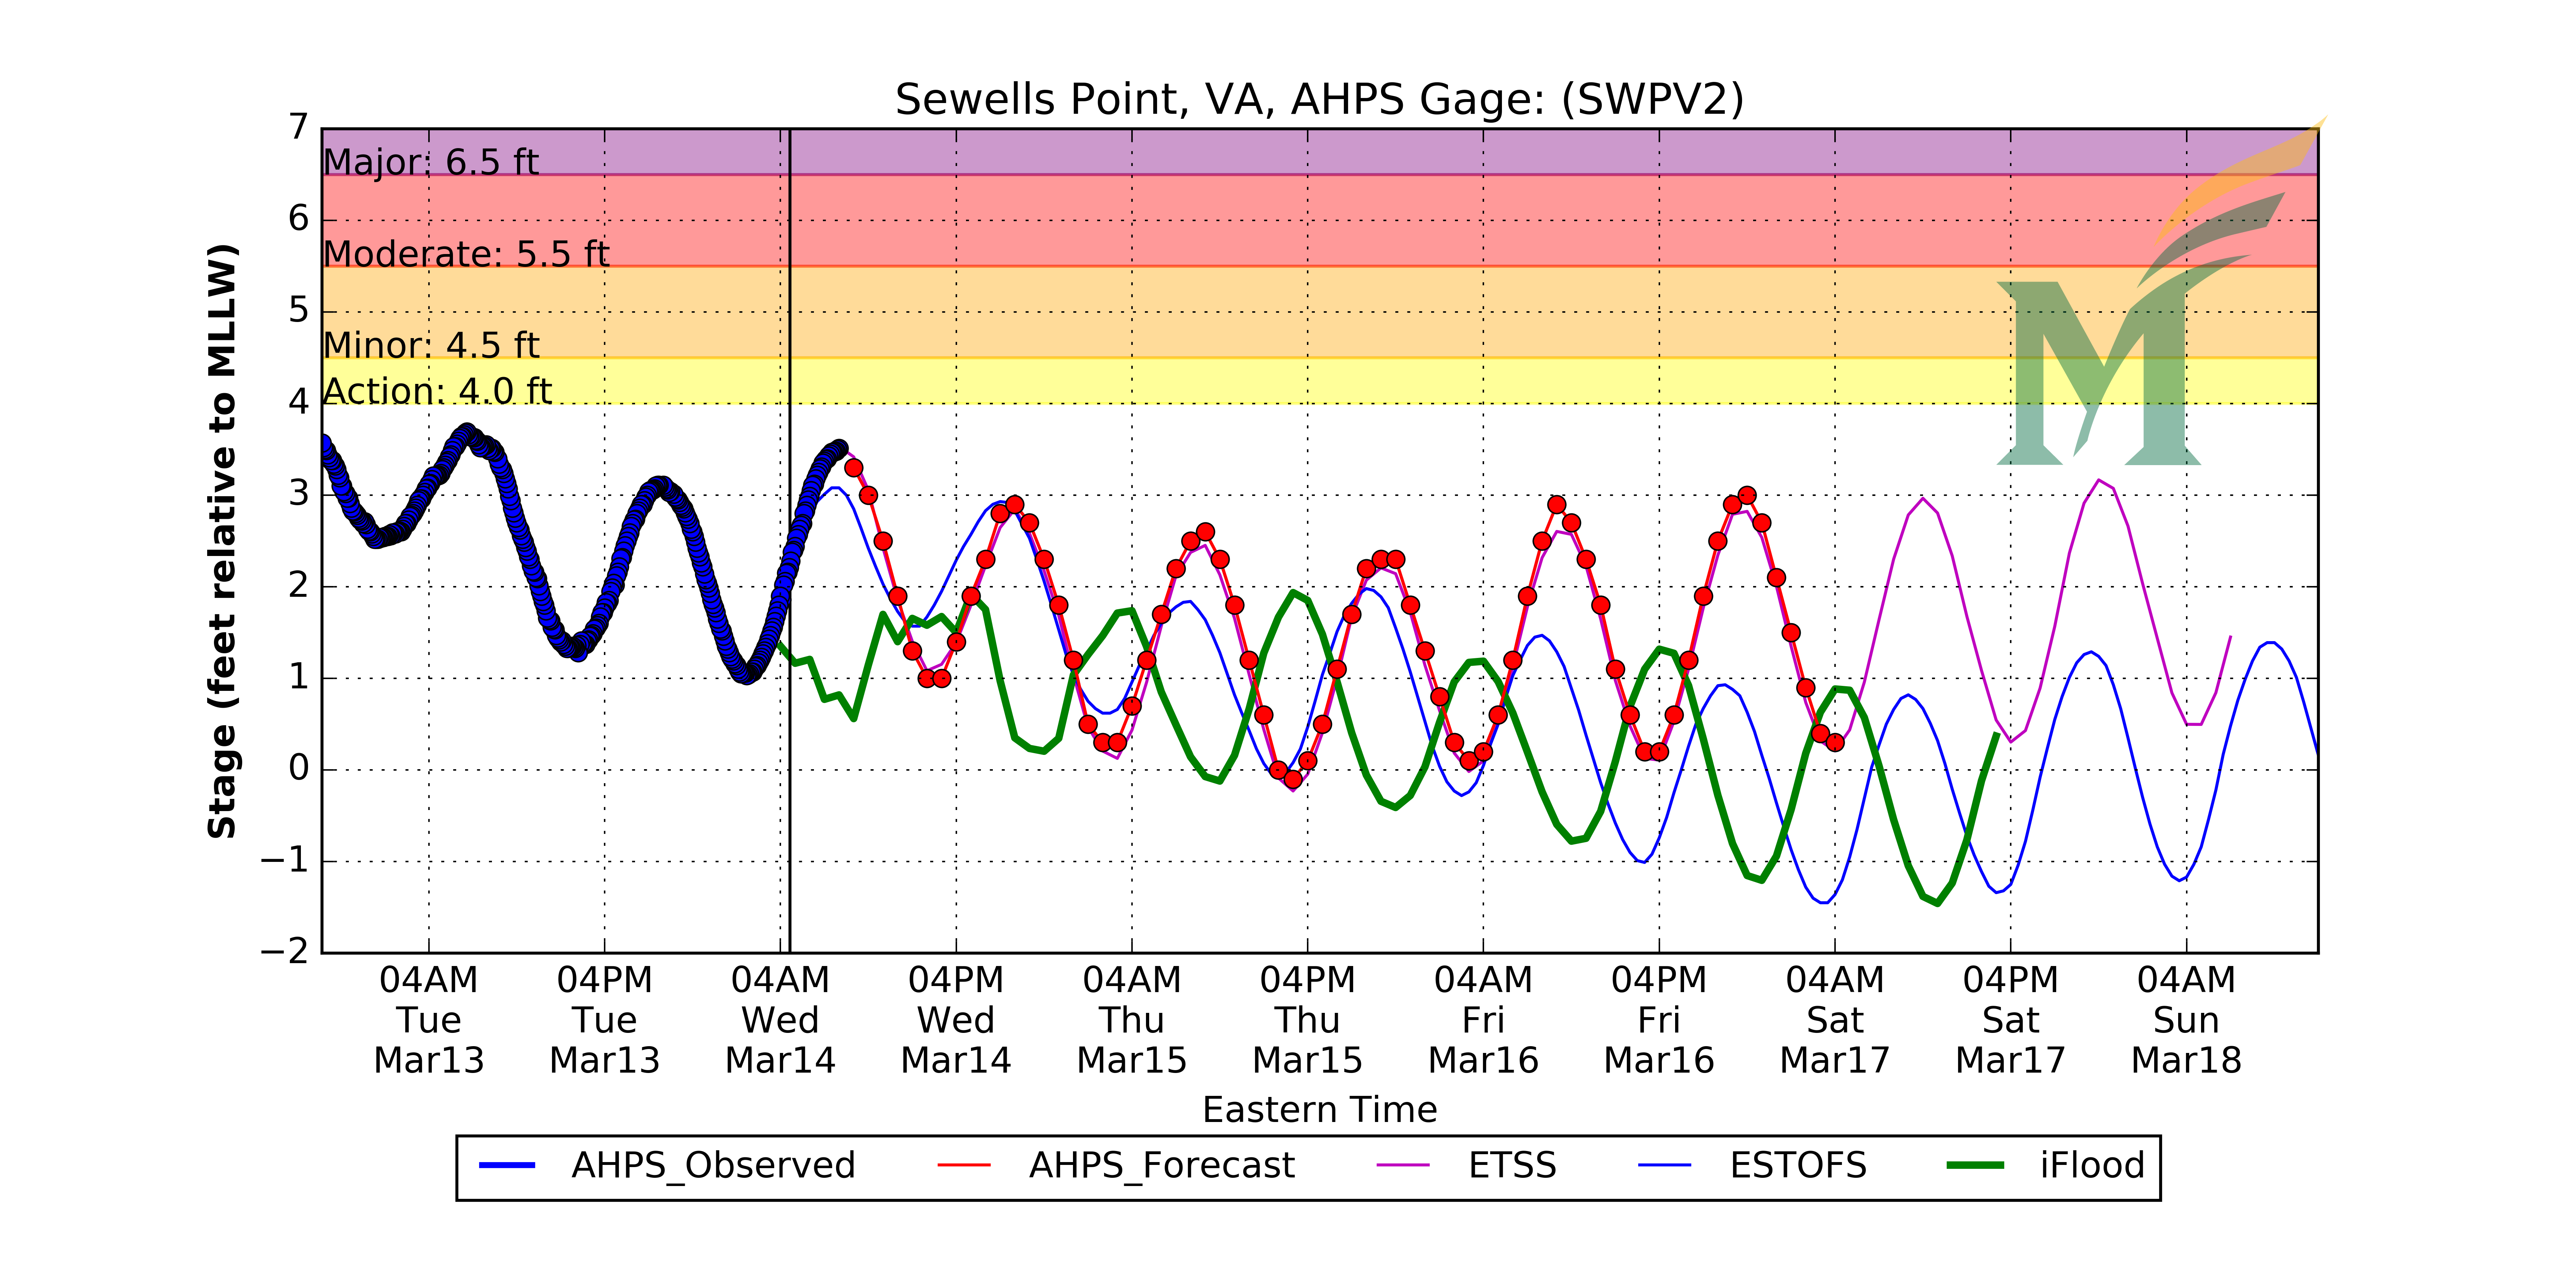 Sewells Point, VA, AHPS Gage: (SWPV2)
Stage (feet relative to MLLW)
7
6
5
4
3
2
1
0
−1
−2
Major: 6.5 ft
Moderate: 5.5 ft
Minor: 4.5 ft
Action: 4.0 ft
M
04AM
Tue
Mar13
04PM
Tue
Mar13
04AM
Wed
Mar14
04PM
Wed
Mar14
04AM
Thu
Mar15
04PM
Thu
Mar15
04AM
Fri
Mar16
04PM
Fri
Mar16
04AM
Sat
Mar17
04PM
Sat
Mar17
04AM
Sun
Mar18
Eastern Time
AHPS_Observed
AHPS_Forecast
ETSS
ESTOFS
iFlood